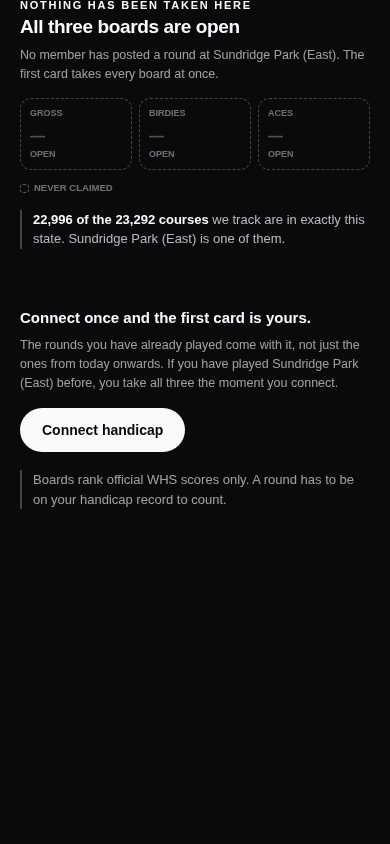 NOTHING HAS BEEN TAKEN HERE
All three boards are open
No member has posted a round at Sundridge Park (East). The
first card takes every board at once.
GROSS
—
OPEN
BIRDIES
—
OPEN
ACES
—
OPEN
NEVER CLAIMED
22,996 of the 23,292 courses we track are in exactly this
state. Sundridge Park (East) is one of them.
Connect once and the first card is yours.
The rounds you have already played come with it, not just the
ones from today onwards. If you have played Sundridge Park
(East) before, you take all three the moment you connect.
Connect handicap
Boards rank official WHS scores only. A round has to be
on your handicap record to count.